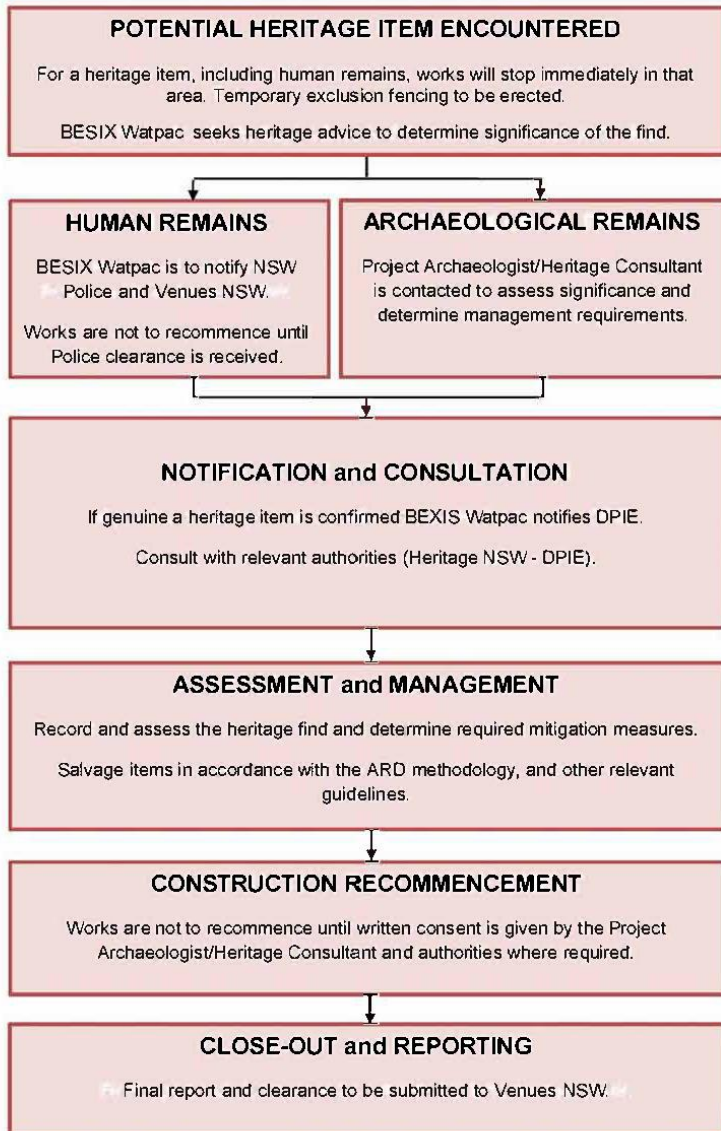 POTENTIAL HERITAGE ITEM ENCOUNTERED
For a heritage item, including human remains, works will stop immediately in that
area. Temporary exclusion fencing to be erected.
BESIX Watpac seeks heritage advice to determine significance of the find.
HUMAN REMAINS
BESIX Watpac is to notify NSW
Police and Venues NSW.
Works are not to recommence until
Police clearance is received.
ARCHAEOLOGICAL REMAINS
Project Archaeologist/Heritage Consultant
is contacted to assess significance and
determine management requirements.
NOTIFICATION and CONSULTATION
If genuine a heritage item is confirmed BEXIS Watpac notifies DPIE.
Consult with relevant authorities (Heritage NSW - DPIE).
ASSESSMENT and MANAGEMENT
Record and assess the heritage find and determine required mitigation measures.
Salvage items in accordance with the ARD methodology, and other relevant
guidelines.
CONSTRUCTION RECOMMENCEMENT
Works are not to recommence until written consent is given by the Project
Archaeologist/Heritage Consultant and authorities where required.
CLOSE-OUT and REPORTING
Final report and clearance to be submitted to Venues NSW.